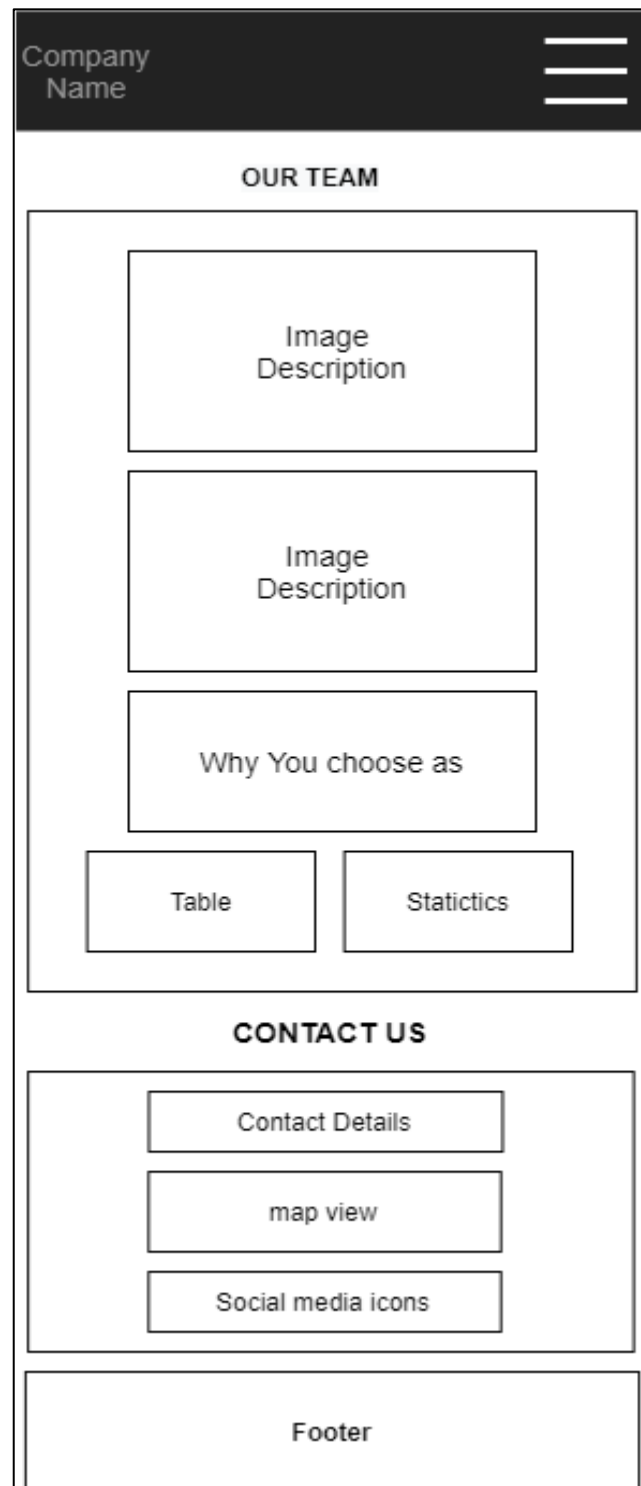 Company
Name
OUR TEAM
Image
Description
Image
Description
Why You choose as
Table
Statictics
CONTACT US
Contact Details
map view
Social media icons
Footer